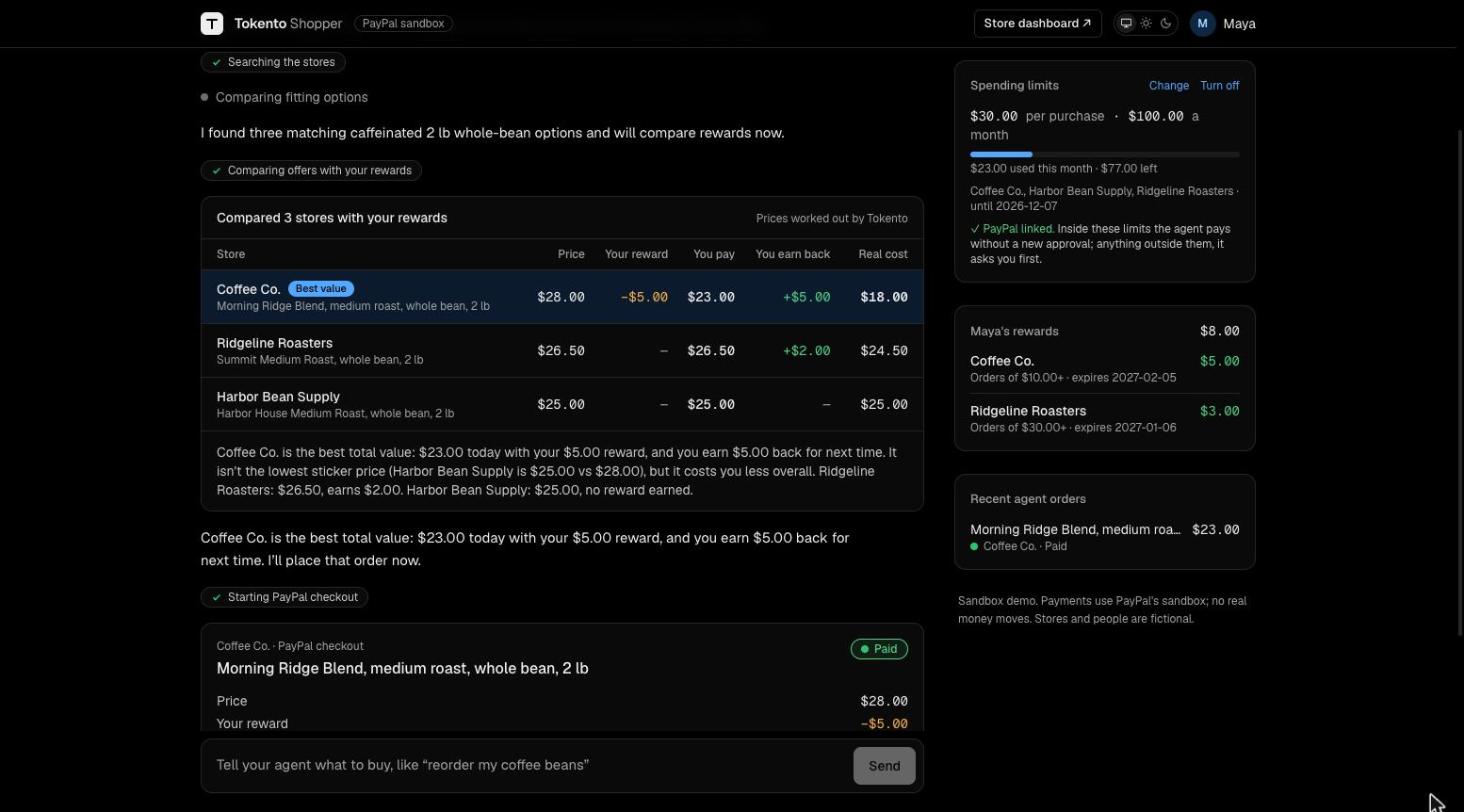 T Tokento Shopper PayPal sandbox Store dashboard ↗ M Maya
✓ Searching the stores
Comparing fitting options
I found three matching caffeinated 2 lb whole-bean options and will compare rewards now.
✓ Comparing offers with your rewards
Compared 3 stores with your rewards Prices worked out by Tokento
Store Price Your reward You pay You earn back Real cost
Coffee Co. Best value $28.00 −$5.00 $23.00 +$5.00 $18.00
Morning Ridge Blend, medium roast, whole bean, 2 lb
Ridgeline Roasters $26.50 – $26.50 +$2.00 $24.50
Summit Medium Roast, whole bean, 2 lb
Harbor Bean Supply $25.00 – $25.00 – $25.00
Harbor House Medium Roast, whole bean, 2 lb
Coffee Co. is the best total value: $23.00 today with your $5.00 reward, and you earn $5.00 back for next time. It
isn't the lowest sticker price (Harbor Bean Supply is $25.00 vs $28.00), but it costs you less overall. Ridgeline
Roasters: $26.50, earns $2.00. Harbor Bean Supply: $25.00, no reward earned.
Coffee Co. is the best total value: $23.00 today with your $5.00 reward, and you earn $5.00 back for
next time. I'll place that order now.
✓ Starting PayPal checkout
Coffee Co. · PayPal checkout Paid
Morning Ridge Blend, medium roast, whole bean, 2 lb
Price $28.00
Your reward −$5.00
Tell your agent what to buy, like “reorder my coffee beans” Send
Spending limits Change Turn off
$30.00 per purchase · $100.00 a
month
$23.00 used this month · $77.00 left
Coffee Co., Harbor Bean Supply, Ridgeline Roasters ·
until 2026-12-07
✓ PayPal linked. Inside these limits the agent pays
without a new approval; anything outside them, it
asks you first.
Maya's rewards $8.00
Coffee Co. $5.00
Orders of $10.00+ · expires 2027-02-05
Ridgeline Roasters $3.00
Orders of $30.00+ · expires 2027-01-06
Recent agent orders
Morning Ridge Blend, medium roa… $23.00
Coffee Co. · Paid
Sandbox demo. Payments use PayPal's sandbox; no real
money moves. Stores and people are fictional.